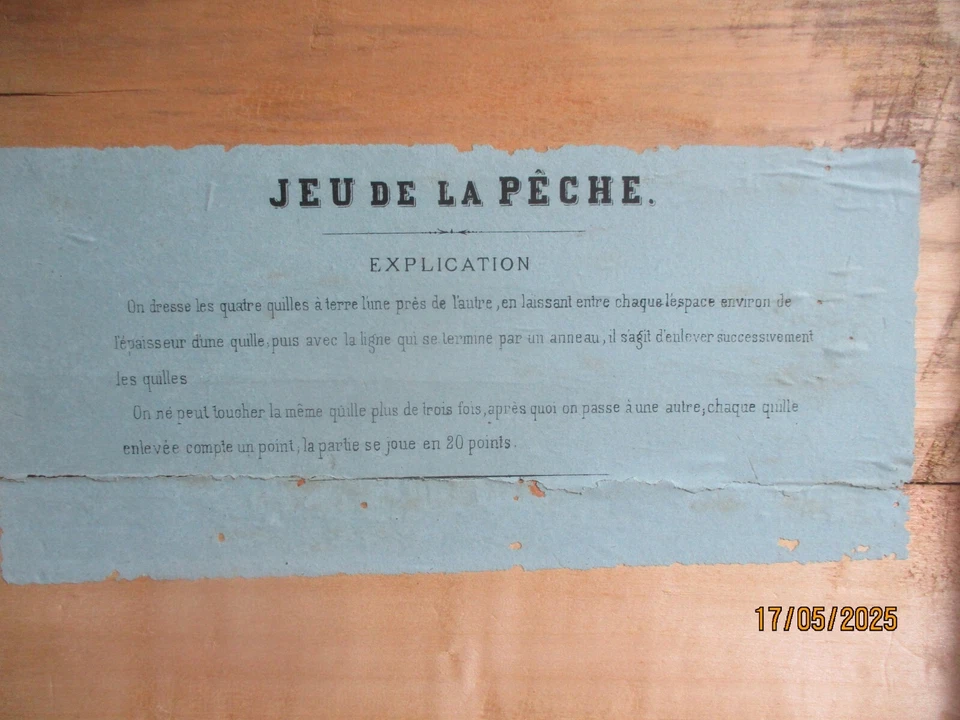 JEU DE LA PÊCHE.
EXPLICATION
On dresse les quatre quilles à terre l'une près de l'autre, en laissant entre chaque l'espace environ de
l'épaisseur d'une quille, puis avec la ligne qui se termine par un anneau, il s'agit d'enlever successivement
les quilles
On ne peut toucher la même quille plus de trois fois, après quoi on passe à une autre, chaque quille
enlevée compte un point, la partie se joue en 20 points.
17/05/2025